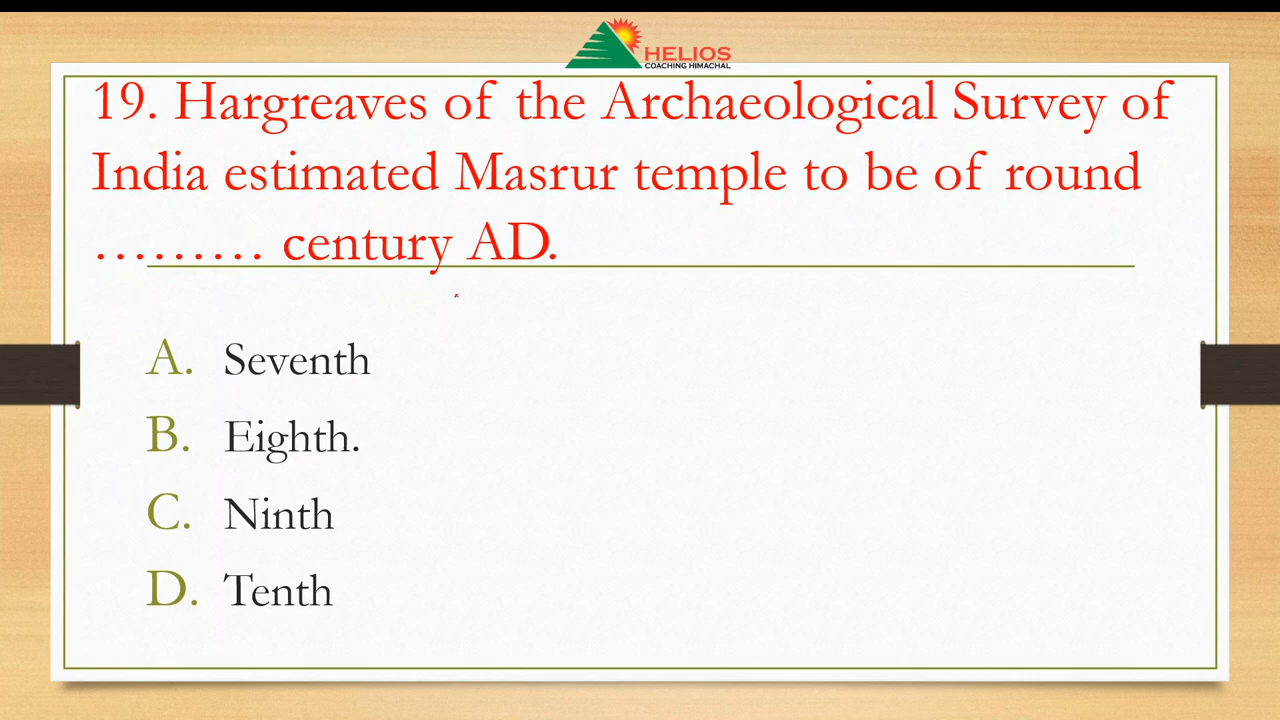 HELIOS
COACHING HIMACHAL
19. Hargreaves of the Archaeological Survey of
India estimated Masrur temple to be of round
……… century AD.
A. Seventh
B. Eighth.
C. Ninth
D. Tenth